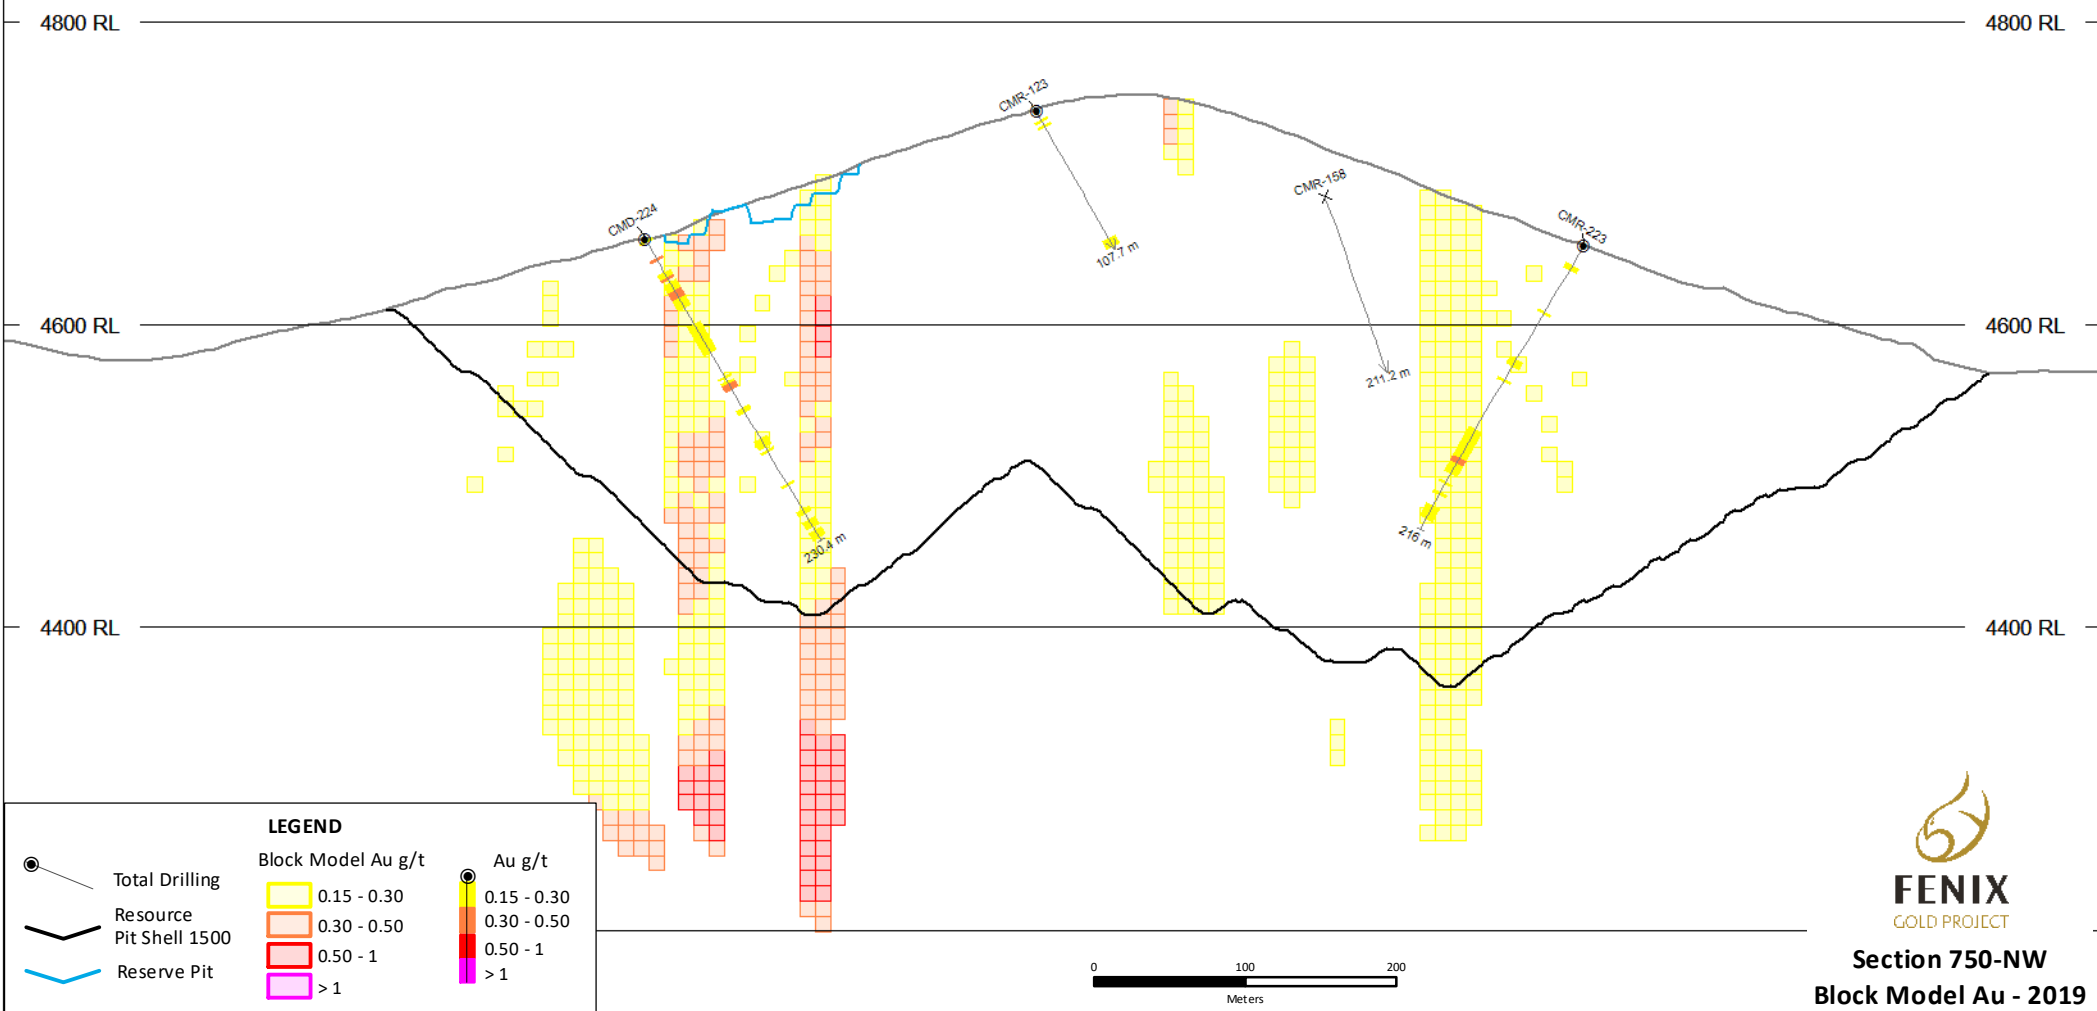 4800 RL
4800 RL
CMR-123
CMR-158
CMD-224
CMR-223
107.7 m
4600 RL
4600 RL
211.2 m
216 m
230.4 m
4400 RL
4400 RL
LEGEND
Block Model Au g/t
Au g/t
Total Drilling
0.15 - 0.30
0.15 - 0.30
Resource
Pit Shell 1500
0.30 - 0.50
0.30 - 0.50
0.50 - 1
0.50 - 1
Reserve Pit
> 1
> 1
0 100 200
Meters
FENIX
GOLD PROJECT
Section 750-NW
Block Model Au - 2019